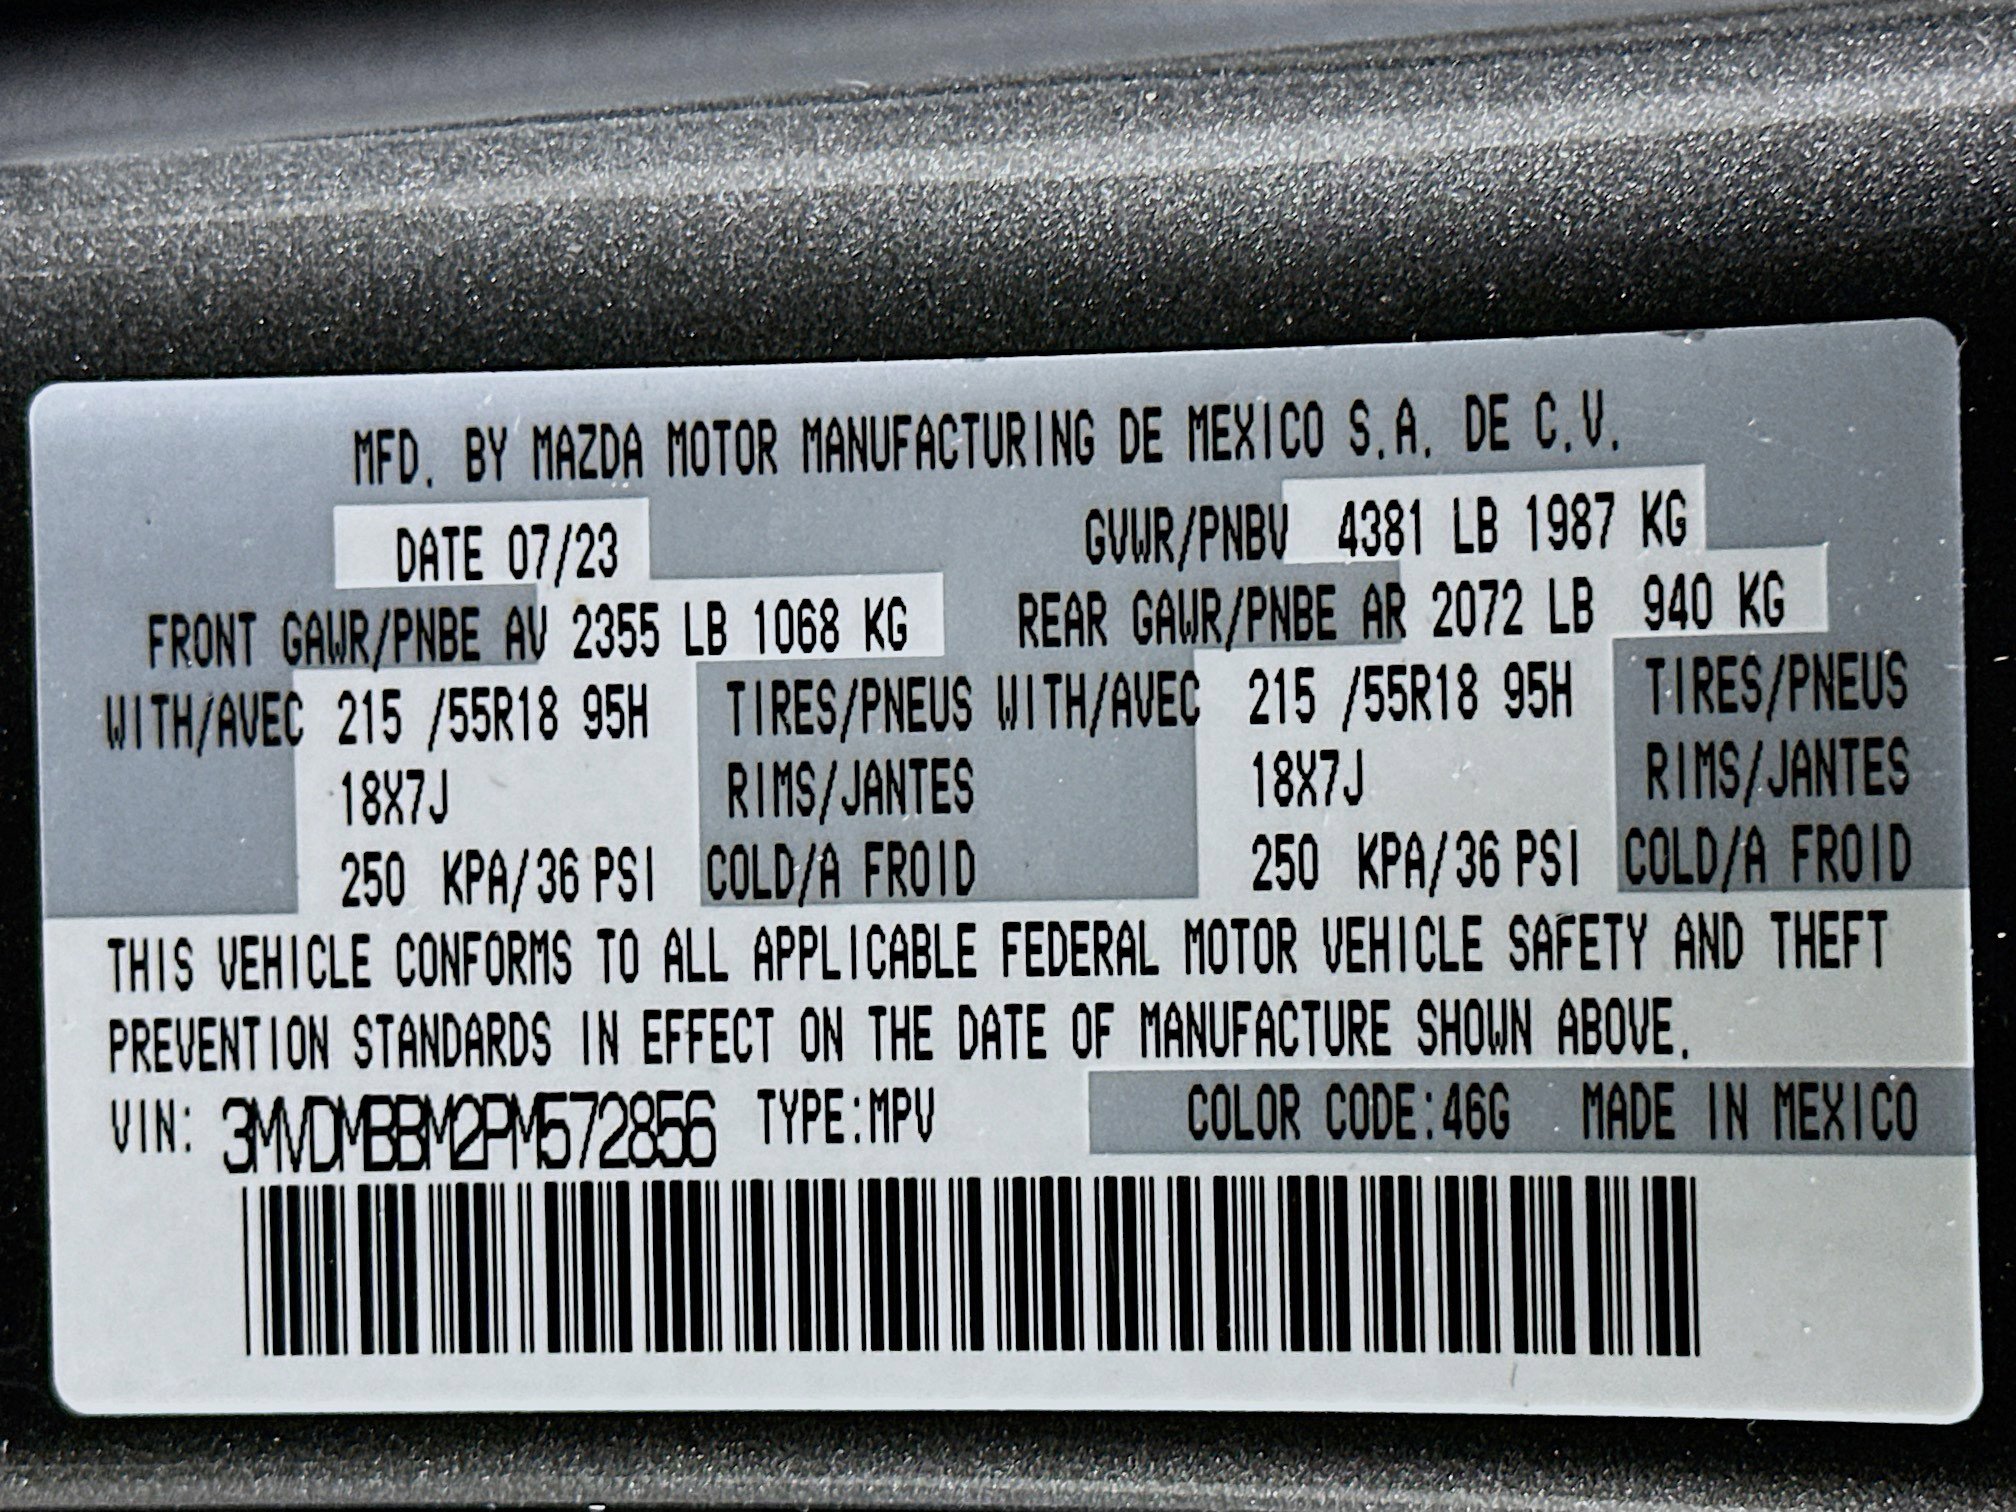 MFD. BY MAZDA MOTOR MANUFACTURING DE MEXICO S.A. DE C.V.
DATE 07/23 GVWR/PNBV 4381 LB 1987 KG
FRONT GAWR/PNBE AV 2355 LB 1068 KG REAR GAWR/PNBE AR 2072 LB 940 KG
WITH/AVEC 215 /55R18 95H TIRES/PNEUS WITH/AVEC 215 /55R18 95H TIRES/PNEUS
18X7J RIMS/JANTES 18X7J RIMS/JANTES
250 KPA/36 PSI COLD/A FROID 250 KPA/36 PSI COLD/A FROID
THIS VEHICLE CONFORMS TO ALL APPLICABLE FEDERAL MOTOR VEHICLE SAFETY AND THEFT
PREVENTION STANDARDS IN EFFECT ON THE DATE OF MANUFACTURE SHOWN ABOVE.
VIN: 3MVDMBBM2PM572856 TYPE:MPV COLOR CODE:46G MADE IN MEXICO